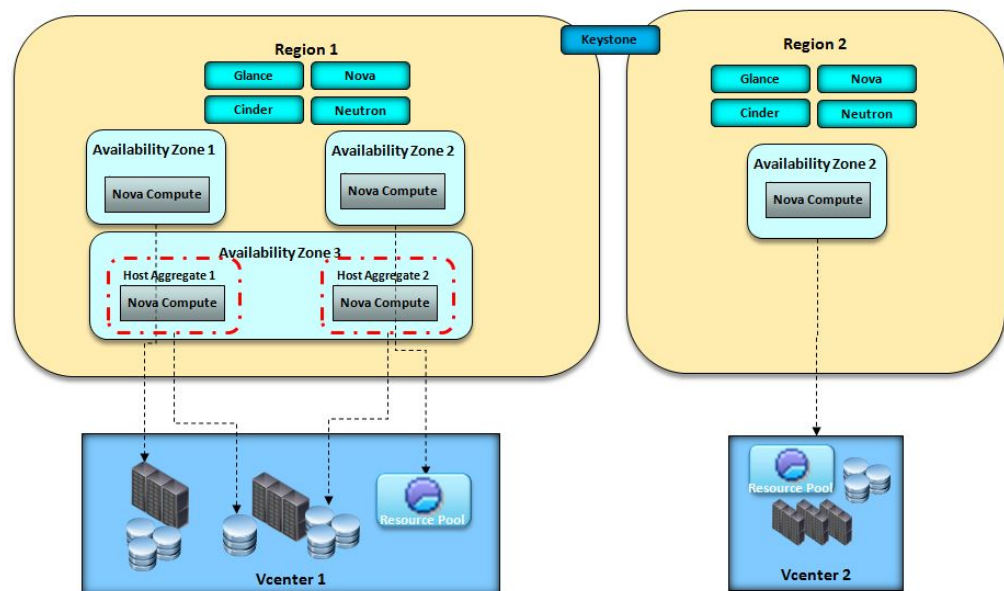 Keystone
Region 1
Glance
Nova
Cinder
Neutron
Availability Zone 1
Nova Compute
Availability Zone 2
Nova Compute
Availability Zone 3
Host Aggregate 1
Nova Compute
Host Aggregate 2
Nova Compute
Region 2
Glance
Nova
Cinder
Neutron
Availability Zone 2
Nova Compute
Resource Pool
Vcenter 1
Resource Pool
Vcenter 2